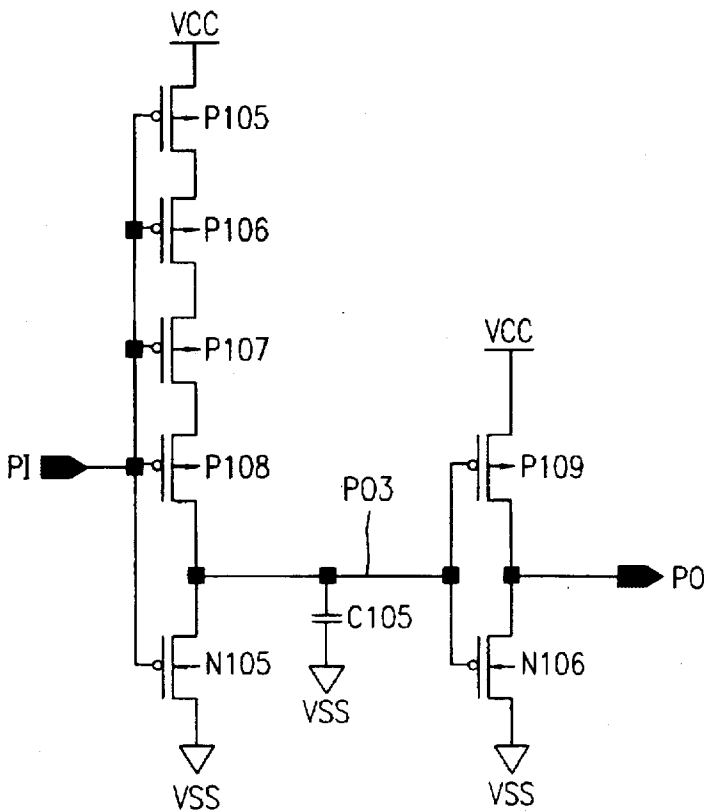 VCC
P105
P106
P107
VCC
PI
P108
P03
P109
PO
C105
N105
N106
VSS
VSS
VSS